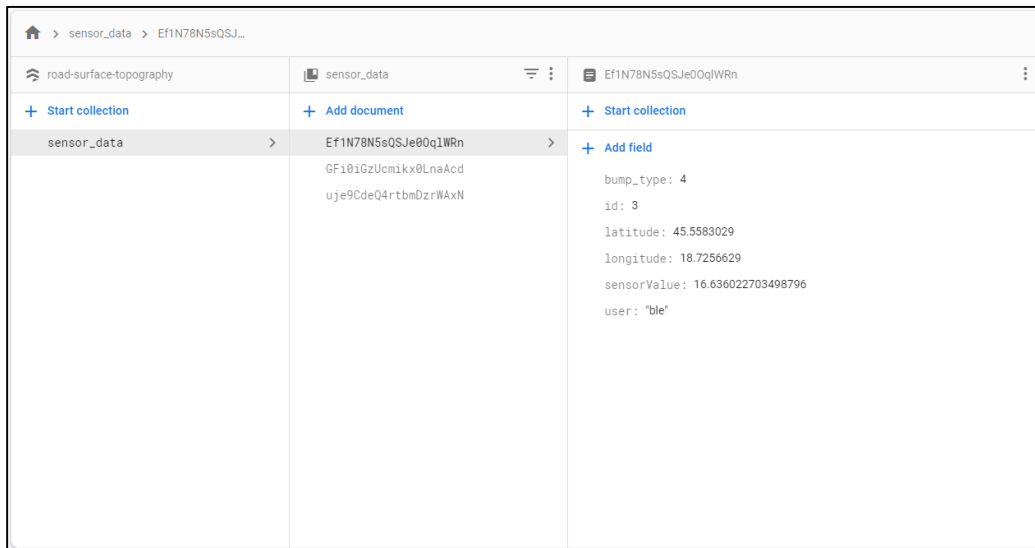 sensor_data > Ef1N78N5sQSJ…
road-surface-topography
+ Start collection
sensor_data
sensor_data
+ Add document
Ef1N78N5sQSJe0OqlWRn
GFi0iGzUcmikx0LnaAcd
uje9CdeQ4rtbmDzrWAxN
Ef1N78N5sQSJe0OqlWRn
+ Start collection
+ Add field
bump_type: 4
id: 3
latitude: 45.5583029
longitude: 18.7256629
sensorValue: 16.636022703498796
user: "ble"